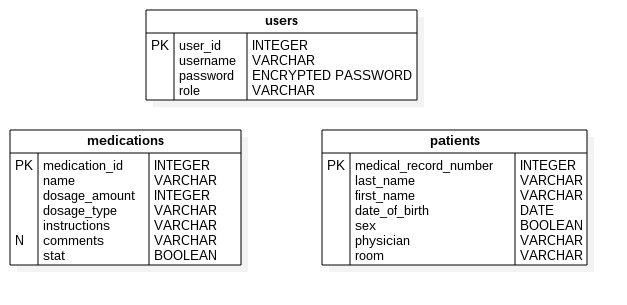 users
PK user_id INTEGER
username VARCHAR
password ENCRYPTED PASSWORD
role VARCHAR
medications
PK medication_id INTEGER
name VARCHAR
dosage_amount INTEGER
dosage_type VARCHAR
instructions VARCHAR
N comments VARCHAR
stat BOOLEAN
patients
PK medical_record_number INTEGER
last_name VARCHAR
first_name VARCHAR
date_of_birth DATE
sex BOOLEAN
physician VARCHAR
room VARCHAR